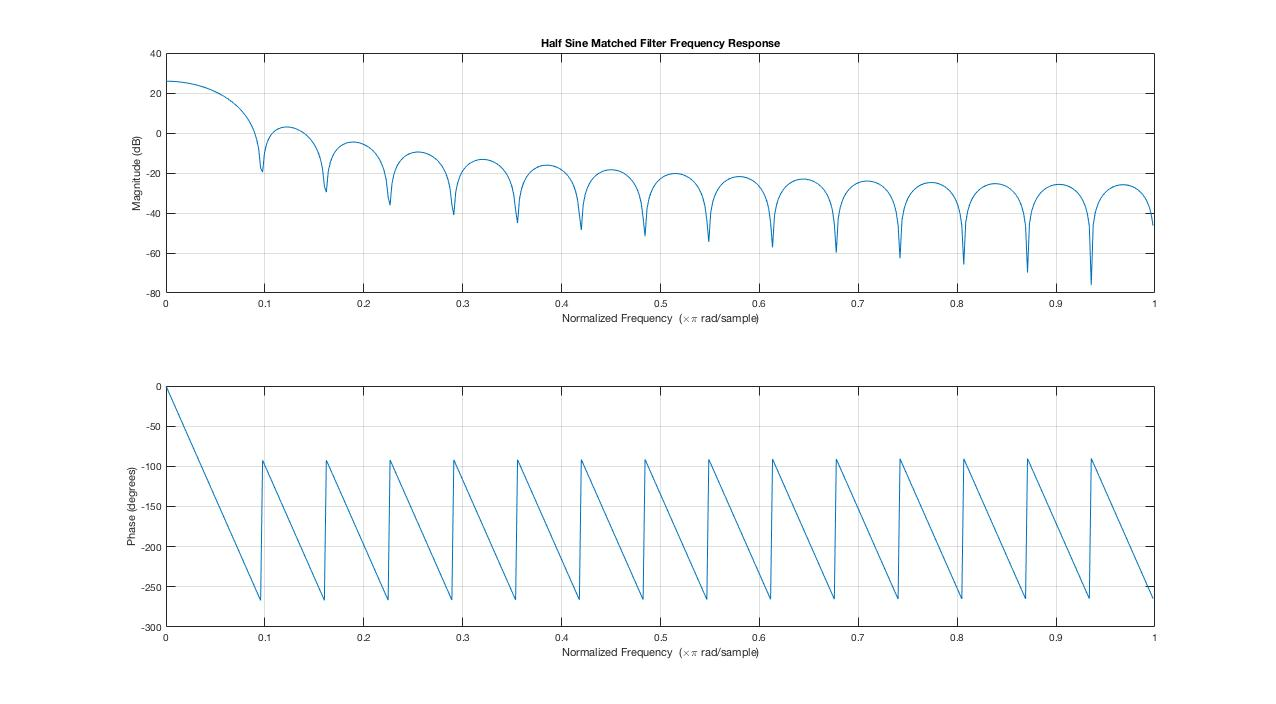 Half Sine Matched Filter Frequency Response
40
20
0
-20
-40
-60
-80
Magnitude (dB)
0 0.1 0.2 0.3 0.4 0.5 0.6 0.7 0.8 0.9 1
Normalized Frequency (×π rad/sample)
0
-50
-100
-150
-200
-250
-300
Phase (degrees)
0 0.1 0.2 0.3 0.4 0.5 0.6 0.7 0.8 0.9 1
Normalized Frequency (×π rad/sample)